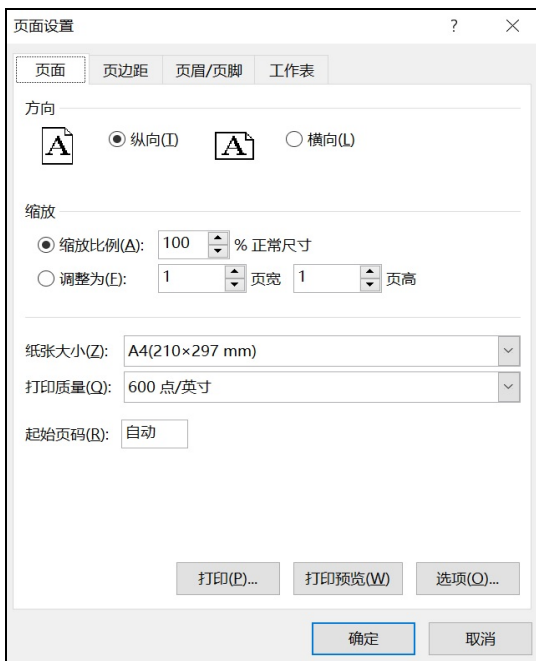 页面设置 ? ×
页面 页边距 页眉/页脚 工作表
方向
A 纵向(T) A 横向(L)
缩放
缩放比例(A): 100 % 正常尺寸
调整为(F): 1 页宽 1 页高
纸张大小(Z): A4(210×297 mm)
打印质量(Q): 600 点/英寸
起始页码(R): 自动
打印(P)... 打印预览(W) 选项(O)...
确定 取消